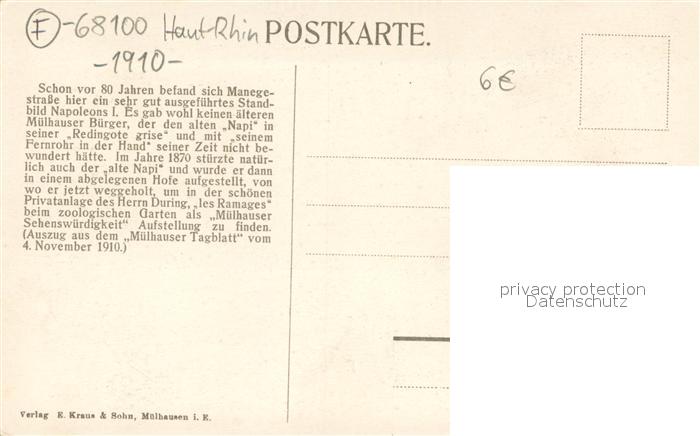 (F) -68100 Haut-Rhin POSTKARTE.
-1910-
6€
Schon vor 80 Jahren befand sich Manege-
straße hier ein sehr gut ausgeführtes Stand-
bild Napoleons I. Es gab wohl keinen älteren
Mülhauser Bürger, der den alten „Napi“ in
seiner „Redingote grise“ und mit „seinem
Fernrohr in der Hand“ seiner Zeit nicht be-
wundert hätte. Im Jahre 1870 stürzte natür-
lich auch der „alte Napi“ und wurde er dann
in einem abgelegenen Hofe aufgestellt, von
wo er jetzt weggeholt, um in der schönen
Privatanlage des Herrn During, „les Ramages“
beim zoologischen Garten als „Mülhauser
Sehenswürdigkeit“ Aufstellung zu finden.
(Auszug aus dem „Mülhauser Tagblatt“ vom
4. November 1910.)
privacy protection
Datenschutz
Verlag E. Kraus & Sohn, Mülhausen i. E.